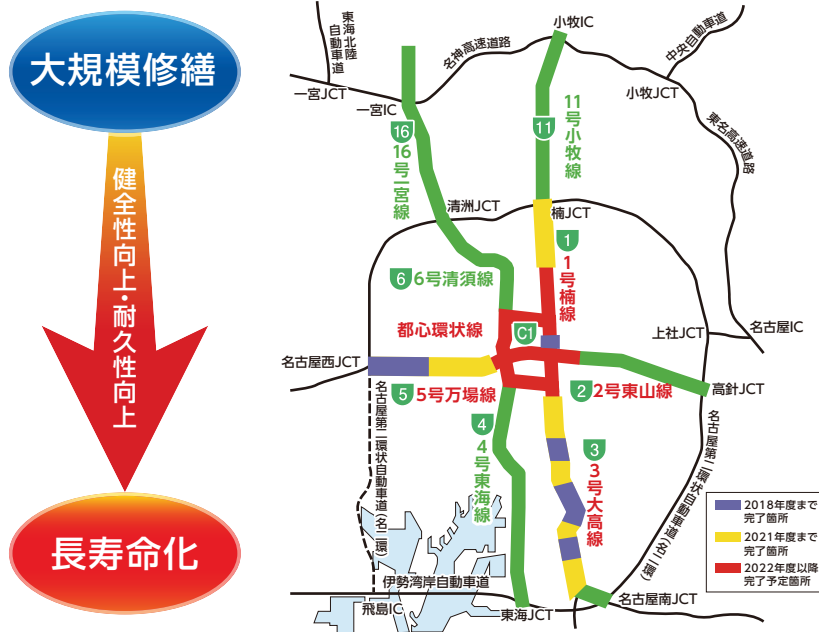 大規模修繕
健全性向上・耐久性向上
長寿命化
東海北陸
自動車道
名神高速道路
小牧IC
中央自動車道
一宮JCT
一宮IC
小牧JCT
東名高速道路
16
16号一宮線
11
11号小牧線
清洲JCT
楠JCT
1
1号楠線
6
6号清須線
都心環状線
C1
上社JCT
名古屋IC
名古屋西JCT
5
5号万場線
2
2号東山線
高針JCT
4
4号東海線
3
3号大高線
名古屋第二環状自動車道(名二環)
名古屋第二環状自動車道(名二環)
伊勢湾岸自動車道
飛島IC
東海JCT
名古屋南JCT
2018年度まで
完了箇所
2021年度まで
完了箇所
2022年度以降
完了予定箇所